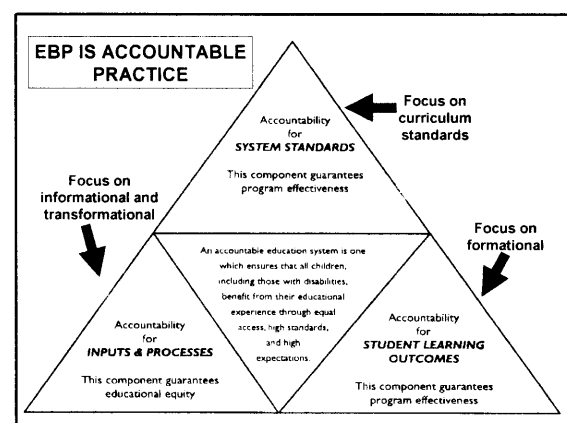 EBP IS ACCOUNTABLE
PRACTICE
Focus on
curriculum
standards
Accountability
for
SYSTEM STANDARDS
This component guarantees
program effectiveness
Focus on
informational and
transformational
Focus on
formational
An accountable education system is one
which ensures that all children,
including those with disabilities,
benefit from their educational
experience through equal
access, high standards,
and high
expectations.
Accountability
for
INPUTS & PROCESSES
This component guarantees
educational equity
Accountability
for
STUDENT LEARNING
OUTCOMES
This component guarantees
program effectiveness